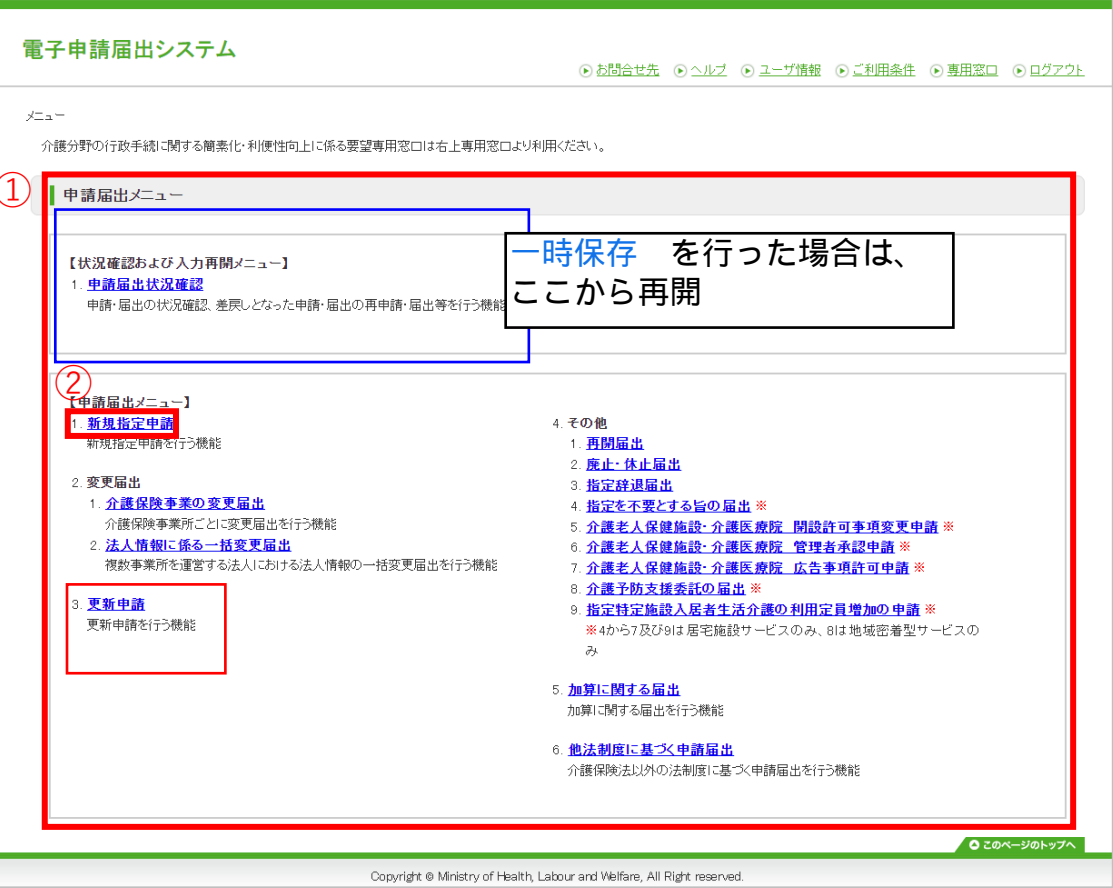 電子申請届出システム
お問合せ先 ヘルプ ユーザ情報 ご利用条件 専用窓口 ログアウト
メニュー
介護分野の行政手続に関する簡素化・利便性向上に係る要望専用窓口は右上専用窓口より利用ください。
①
申請届出メニュー
【状況確認および入力再開メニュー】
1. 申請届出状況確認
申請・届出の状況確認、差戻しとなった申請・届出の再申請・届出等を行う機能
一時保存 を行った場合は、
ここから再開
②
【申請届出メニュー】
1. 新規指定申請
新規指定申請を行う機能
2. 変更届出
1. 介護保険事業の変更届出
介護保険事業所ごとに変更届出を行う機能
2. 法人情報に係る一括変更届出
複数事業所を運営する法人における法人情報の一括変更届出を行う機能
3. 更新申請
更新申請を行う機能
4. その他
1. 再開届出
2. 廃止・休止届出
3. 指定辞退届出
4. 指定を不要とする旨の届出 ※
5. 介護老人保健施設・介護医療院 開設許可事項変更申請 ※
6. 介護老人保健施設・介護医療院 管理者承認申請 ※
7. 介護老人保健施設・介護医療院 広告事項許可申請 ※
8. 介護予防支援委託の届出 ※
9. 指定特定施設入居者生活介護の利用定員増加の申請 ※
※4から7及び9は居宅施設サービスのみ、8は地域密着型サービスの
み
5. 加算に関する届出
加算に関する届出を行う機能
6. 他法制度に基づく申請届出
介護保険法以外の法制度に基づく申請届出を行う機能
このページのトップへ
Copyright © Ministry of Health, Labour and Welfare, All Right reserved.